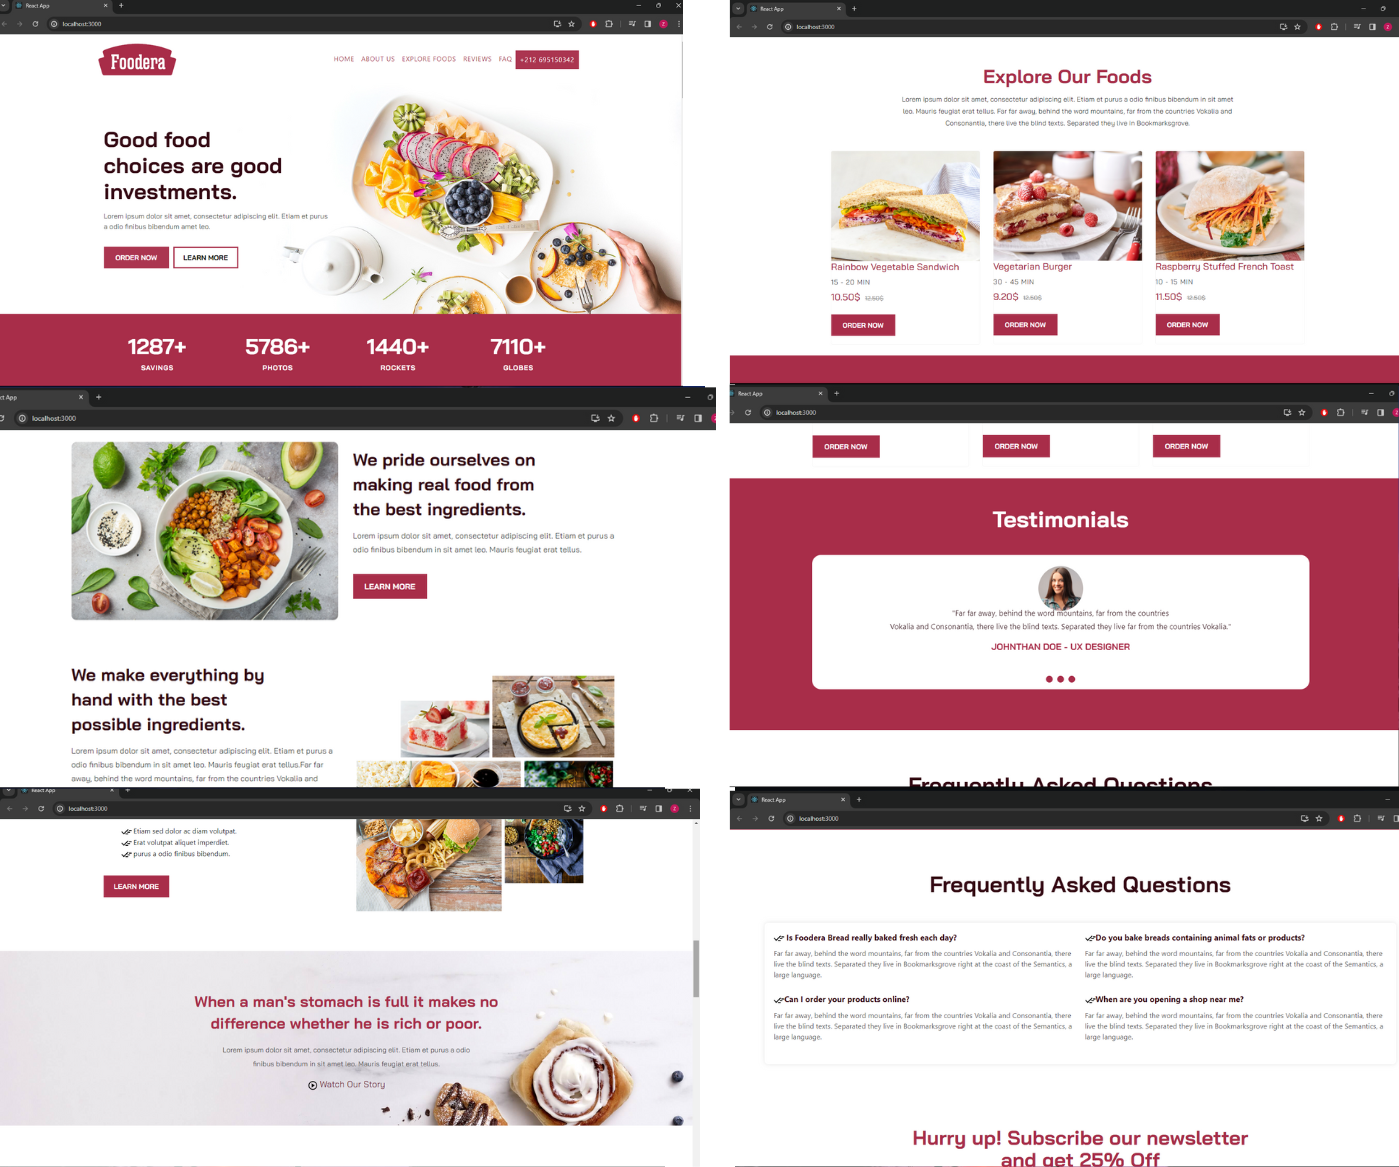 React App
localhost:3000
Foodera
HOME ABOUT US EXPLORE FOODS REVIEWS FAQ +212 695150342
Good food
choices are good
investments.
Lorem ipsum dolor sit amet, consectetur adipiscing elit. Etiam et purus
a odio finibus bibendum amet leo.
ORDER NOW LEARN MORE
1287+ 5786+ 1440+ 7110+
SAVINGS PHOTOS ROCKETS GLOBES
React App
localhost:3000
Explore Our Foods
Lorem ipsum dolor sit amet, consectetur adipiscing elit. Etiam et purus a odio finibus bibendum in sit amet
leo. Mauris feugiat erat tellus. Far far away, behind the word mountains, far from the countries Vokalia and
Consonantia, there live the blind texts. Separated they live in Bookmarksgrove.
Rainbow Vegetable Sandwich Vegetarian Burger Raspberry Stuffed French Toast
15 - 20 MIN 30 - 45 MIN 10 - 15 MIN
10.50$ 12.50$ 9.20$ 12.50$ 11.50$ 12.50$
ORDER NOW ORDER NOW ORDER NOW
ct App
localhost:3000
We pride ourselves on
making real food from
the best ingredients.
Lorem ipsum dolor sit amet, consectetur adipiscing elit. Etiam et purus a
odio finibus bibendum in sit amet leo. Mauris feugiat erat tellus.
LEARN MORE
We make everything by
hand with the best
possible ingredients.
Lorem ipsum dolor sit amet, consectetur adipiscing elit. Etiam et purus a
odio finibus bibendum in sit amet leo. Mauris feugiat erat tellus.Far far
away, behind the word mountains, far from the countries Vokalia and
React App
localhost:3000
ORDER NOW ORDER NOW ORDER NOW
Testimonials
"Far far away, behind the word mountains, far from the countries
Vokalia and Consonantia, there live the blind texts. Separated they live far from the countries Vokalia."
JOHNTHAN DOE - UX DESIGNER
Frequently Asked Questions
React App
localhost:3000
Etiam sed dolor ac diam volutpat.
Erat volutpat aliquet imperdiet.
purus a odio finibus bibendum.
LEARN MORE
When a man's stomach is full it makes no
difference whether he is rich or poor.
Lorem ipsum dolor sit amet, consectetur adipiscing elit. Etiam et purus a odio
finibus bibendum in sit amet leo. Mauris feugiat erat tellus.
Watch Our Story
React App
localhost:3000
Frequently Asked Questions
Is Foodera Bread really baked fresh each day?
Far far away, behind the word mountains, far from the countries Vokalia and Consonantia, there
live the blind texts. Separated they live in Bookmarksgrove right at the coast of the Semantics, a
large language.
Do you bake breads containing animal fats or products?
Far far away, behind the word mountains, far from the countries Vokalia and Consonantia, there
live the blind texts. Separated they live in Bookmarksgrove right at the coast of the Semantics, a
large language.
Can I order your products online?
Far far away, behind the word mountains, far from the countries Vokalia and Consonantia, there
live the blind texts. Separated they live in Bookmarksgrove right at the coast of the Semantics, a
large language.
When are you opening a shop near me?
Far far away, behind the word mountains, far from the countries Vokalia and Consonantia, there
live the blind texts. Separated they live in Bookmarksgrove right at the coast of the Semantics, a
large language.
Hurry up! Subscribe our newsletter
and get 25% Off